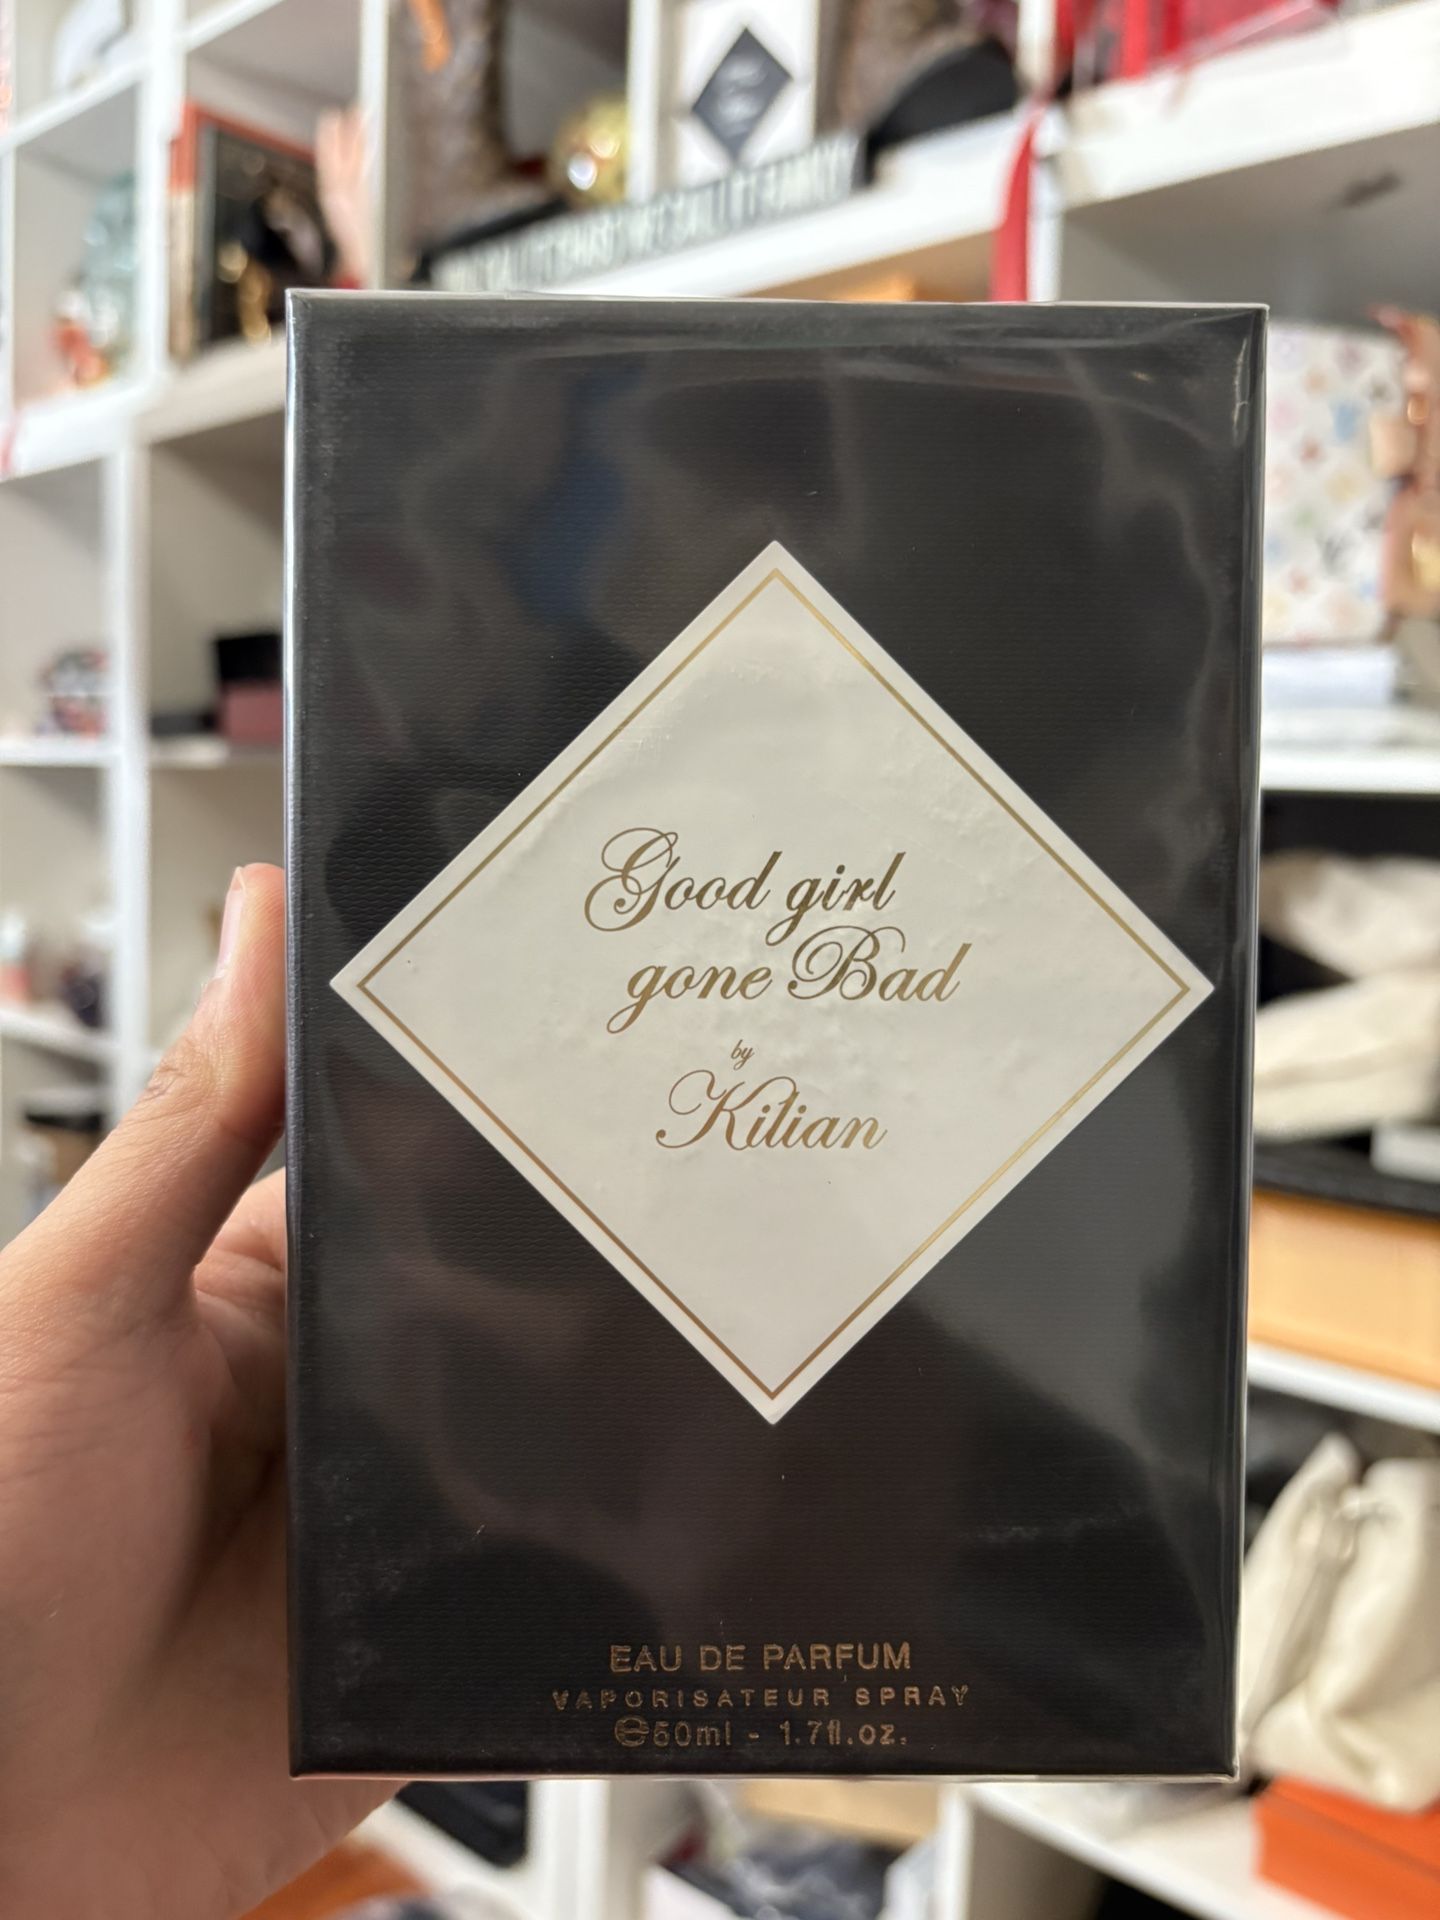 Good girl
gone Bad
by
Kilian
EAU DE PARFUM
VAPORISATEUR SPRAY
℮50ml - 1.7fl.oz.